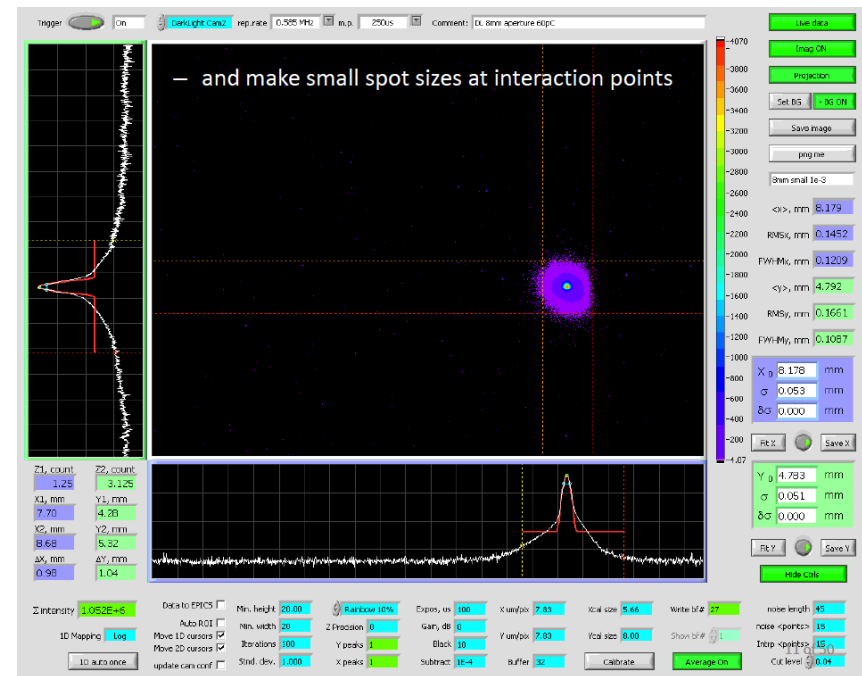 Trigger On DarkLight Cam2 rep.rate 0.585 MHz m.p. 250us Comment: DL 8mm aperture 60pC
Live data
Imag ON
Projection
Set BG - BG ON
Save image
png me
8mm small 1e-3
– and make small spot sizes at interaction points
4070
3800
3600
3400
3200
3000
2800
2600
2400
2200
2000
1800
1600
1400
1200
1000
800
600
400
200
4.07
<x>, mm 8.179
RMSx, mm 0.1452
FWHMx, mm 0.1209
<y>, mm 4.792
RMSy, mm 0.1661
FWHMy, mm 0.1087
X 0 8.178 mm
σ 0.053 mm
δσ 0.000 mm
Fit X Save X
Y 0 4.783 mm
σ 0.051 mm
δσ 0.000 mm
Fit Y Save Y
Hide Ctrls
Z1, count Z2, count
1.25 3.125
X1, mm Y1, mm
7.70 4.28
X2, mm Y2, mm
8.68 5.32
ΔX, mm ΔY, mm
0.98 1.04
Σ intensity 1.052E+6
1D Mapping Log
1D auto once
Data to EPICS
Auto ROI
Move 1D cursors
Move 2D cursors
update cam conf
Min. height 20.00
Min. width 20
Iterations 100
Stnd. dev. 1.000
Rainbow 10%
Z Precision 0
Y peaks 1
X peaks 1
Expos, us 100
Gain, dB 0
Black 10
Subtract 1E-4
X um/pix 7.83
Y um/pix 7.83
Buffer 32
Xcal size 5.66
Ycal size 8.00
Calibrate
Write bf# 27
Show bf# 1
Average On
noise length 45
noise <points> 15
Intrp <points> 15
Cut level 0.04
11 of 50